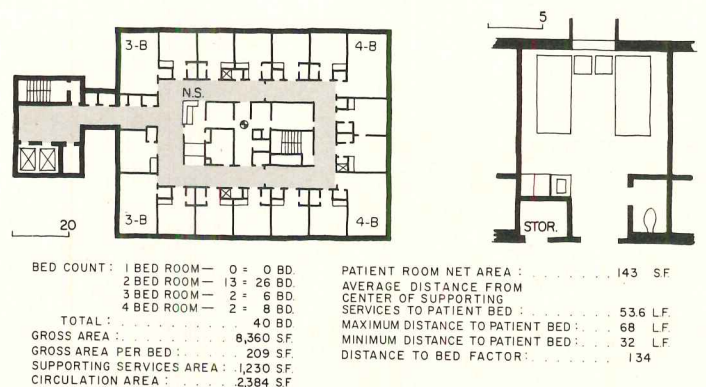 3-B
4-B
N.S.
3-B
4-B
20
5
STOR.
BED COUNT: 1 BED ROOM— 0 = 0 BD.
2 BED ROOM — 13 = 26 BD.
3 BED ROOM — 2 = 6 BD.
4 BED ROOM — 2 = 8 BD.
TOTAL: . . . . . . . . . . . . 40 BD.
GROSS AREA: . . . . . . . . . 8,360 S.F.
GROSS AREA PER BED: . . . . . . 209 S.F.
SUPPORTING SERVICES AREA: . 1,230 S.F.
CIRCULATION AREA: . . . . . . 2,384 S.F.
PATIENT ROOM NET AREA: . . . . . . . . 143 S.F.
AVERAGE DISTANCE FROM
CENTER OF SUPPORTING
SERVICES TO PATIENT BED: . . . . . . . 53.6 L.F.
MAXIMUM DISTANCE TO PATIENT BED: . . . 68 L.F.
MINIMUM DISTANCE TO PATIENT BED: . . . 32 L.F.
DISTANCE TO BED FACTOR: . . . . . . . 134